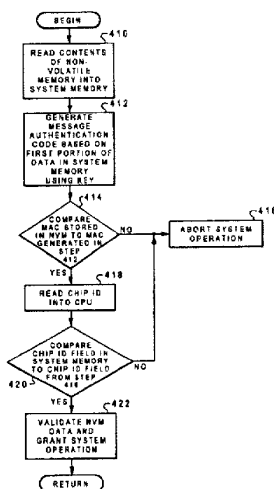 BEGIN
410
READ CONTENTS
OF NON-
VOLATILE
MEMORY INTO
SYSTEM MEMORY
412
GENERATE
MESSAGE
AUTHENTICATION
CODE BASED ON
FIRST PORTION OF
DATA IN SYSTEM
MEMORY
USING KEY
414
COMPARE
MAC STORED
IN NVM TO MAC
GENERATED IN
STEP
412
NO
416
ABORT SYSTEM
OPERATION
YES
418
READ CHIP ID
INTO CPU
COMPARE
CHIP ID FIELD IN
SYSTEM MEMORY
TO CHIP ID FIELD
FROM STEP
418
NO
420
YES
422
VALIDATE NVM
DATA AND
GRANT SYSTEM
OPERATION
RETURN